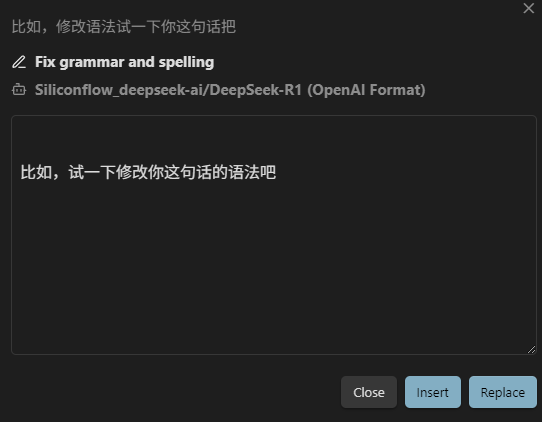 比如，修改语法试一下你这句话把
Fix grammar and spelling
Siliconflow_deepseek-ai/DeepSeek-R1 (OpenAI Format)
比如，试一下修改你这句话的语法吧
Close Insert Replace